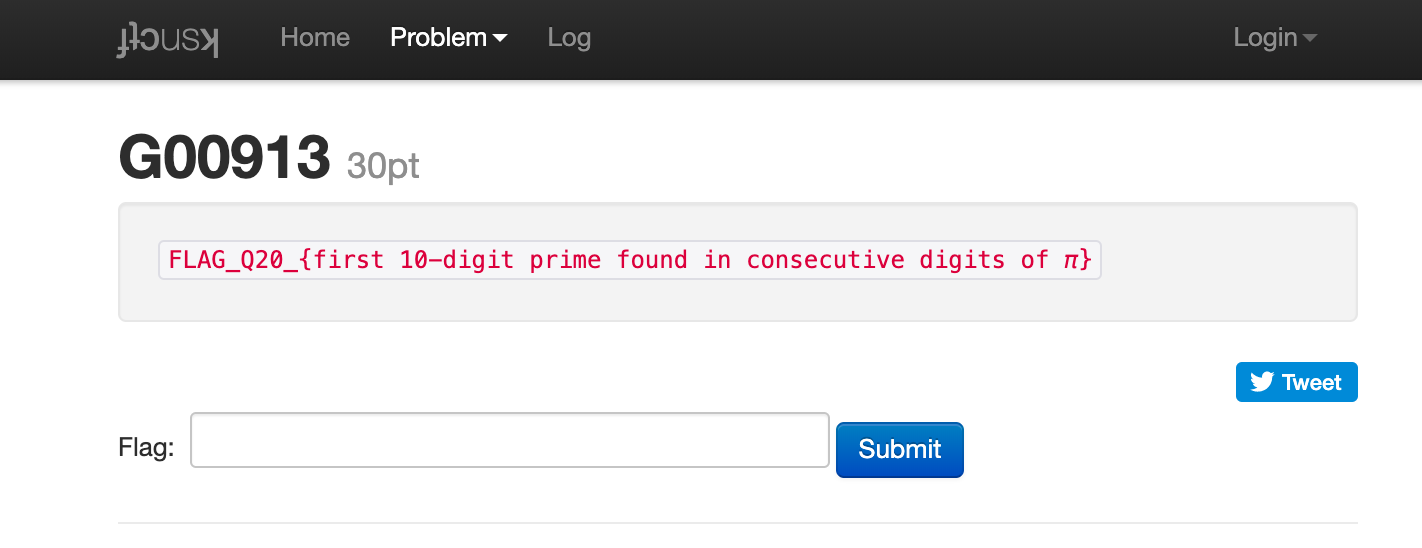 ksnctf Home Problem Log Login
G00913 30pt
FLAG_Q20_{first 10-digit prime found in consecutive digits of π}
Tweet
Flag: Submit